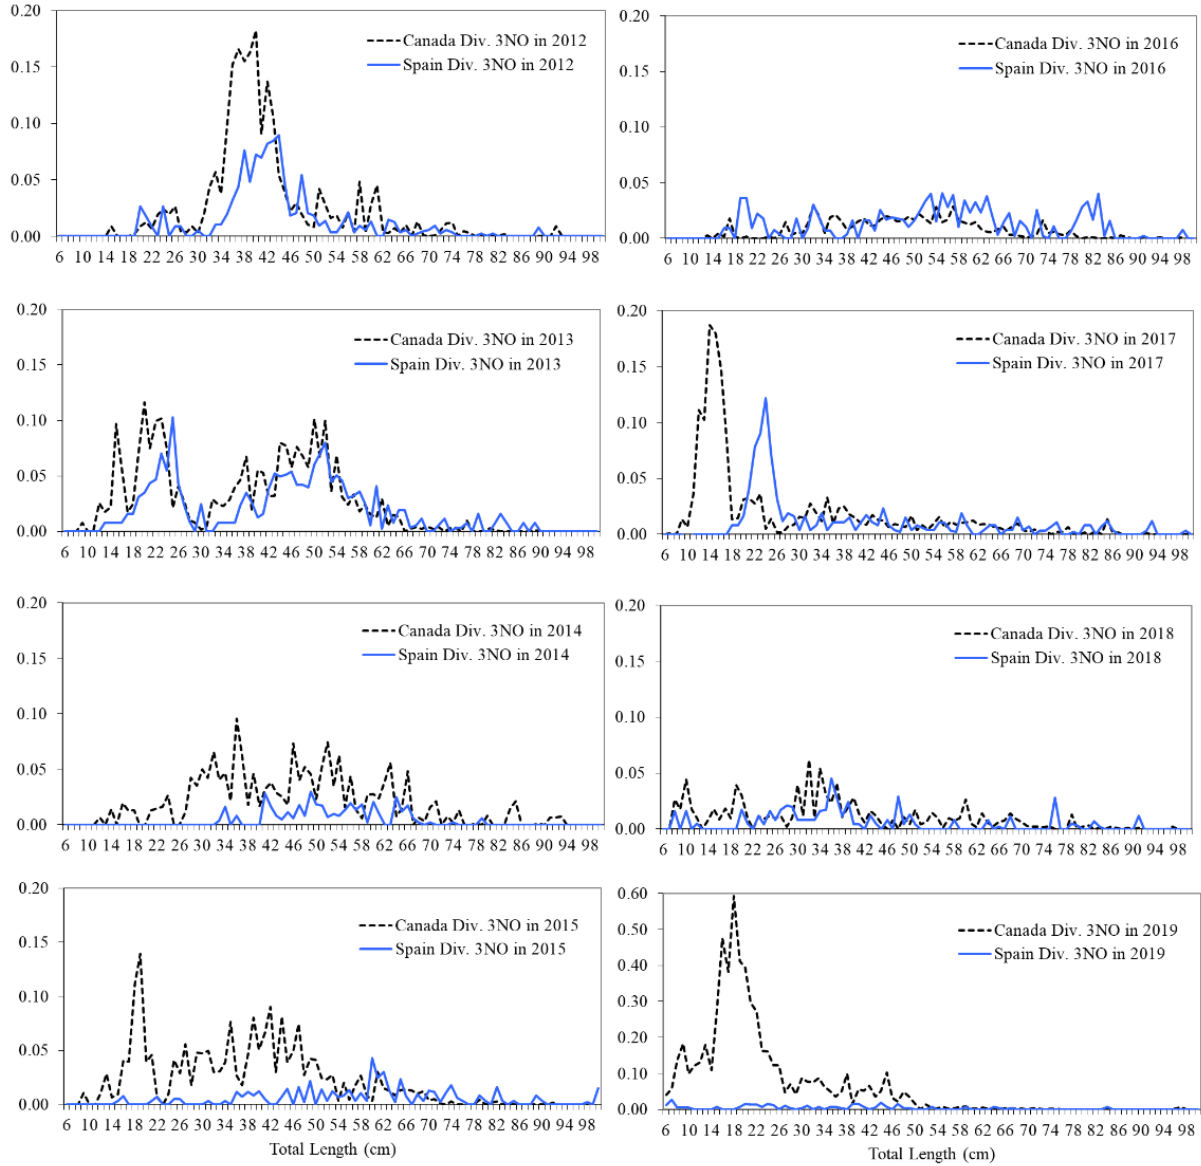 0.20
0.15
0.10
0.05
0.00
Canada Div. 3NO in 2012
Spain Div. 3NO in 2012
6 10 14 18 22 26 30 34 38 42 46 50 54 58 62 66 70 74 78 82 86 90 94 98
0.20
0.15
0.10
0.05
0.00
Canada Div. 3NO in 2016
Spain Div. 3NO in 2016
6 10 14 18 22 26 30 34 38 42 46 50 54 58 62 66 70 74 78 82 86 90 94 98
0.20
0.15
0.10
0.05
0.00
Canada Div. 3NO in 2013
Spain Div. 3NO in 2013
6 10 14 18 22 26 30 34 38 42 46 50 54 58 62 66 70 74 78 82 86 90 94 98
0.20
0.15
0.10
0.05
0.00
Canada Div. 3NO in 2017
Spain Div. 3NO in 2017
6 10 14 18 22 26 30 34 38 42 46 50 54 58 62 66 70 74 78 82 86 90 94 98
0.20
0.15
0.10
0.05
0.00
Canada Div. 3NO in 2014
Spain Div. 3NO in 2014
6 10 14 18 22 26 30 34 38 42 46 50 54 58 62 66 70 74 78 82 86 90 94 98
0.20
0.15
0.10
0.05
0.00
Canada Div. 3NO in 2018
Spain Div. 3NO in 2018
6 10 14 18 22 26 30 34 38 42 46 50 54 58 62 66 70 74 78 82 86 90 94 98
0.20
0.15
0.10
0.05
0.00
Canada Div. 3NO in 2015
Spain Div. 3NO in 2015
6 10 14 18 22 26 30 34 38 42 46 50 54 58 62 66 70 74 78 82 86 90 94 98
Total Length (cm)
0.60
0.50
0.40
0.30
0.20
0.10
0.00
Canada Div. 3NO in 2019
Spain Div. 3NO in 2019
6 10 14 18 22 26 30 34 38 42 46 50 54 58 62 66 70 74 78 82 86 90 94 98
Total Length (cm)